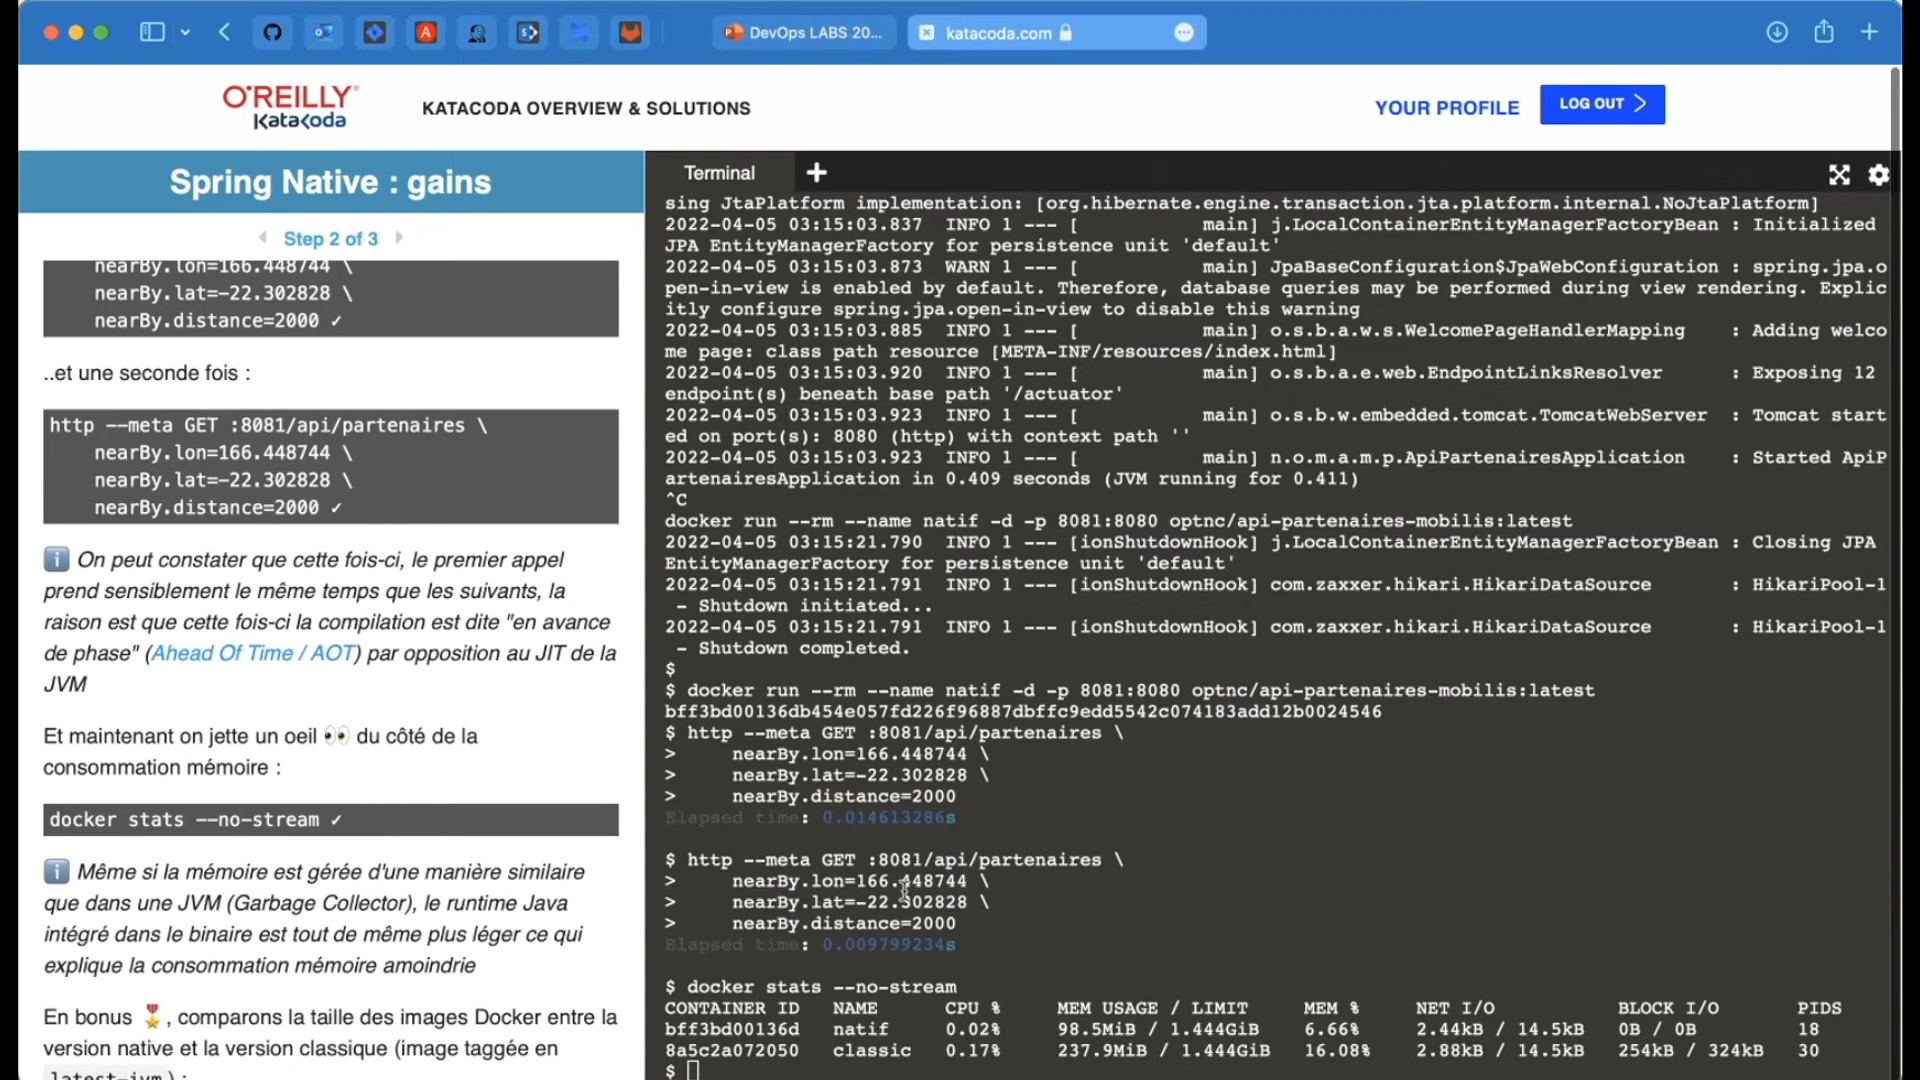 DevOps LABS 20...
katacoda.com
O'REILLY®
Katacoda
KATACODA OVERVIEW & SOLUTIONS
YOUR PROFILE
LOG OUT
Spring Native : gains
Step 2 of 3
nearBy.lon=166.448744 \
nearBy.lat=-22.302828 \
nearBy.distance=2000 ✓
..et une seconde fois :
http --meta GET :8081/api/partenaires \
nearBy.lon=166.448744 \
nearBy.lat=-22.302828 \
nearBy.distance=2000 ✓
On peut constater que cette fois-ci, le premier appel
prend sensiblement le même temps que les suivants, la
raison est que cette fois-ci la compilation est dite "en avance
de phase" (Ahead Of Time / AOT) par opposition au JIT de la
JVM
Et maintenant on jette un oeil 👀 du côté de la
consommation mémoire :
docker stats --no-stream ✓
Même si la mémoire est gérée d'une manière similaire
que dans une JVM (Garbage Collector), le runtime Java
intégré dans le binaire est tout de même plus léger ce qui
explique la consommation mémoire amoindrie
En bonus 🎖, comparons la taille des images Docker entre la
version native et la version classique (image taggée en
latest-jvm) :
Terminal
sing JtaPlatform implementation: [org.hibernate.engine.transaction.jta.platform.internal.NoJtaPlatform]
2022-04-05 03:15:03.837  INFO 1 --- [           main] j.LocalContainerEntityManagerFactoryBean : Initialized
JPA EntityManagerFactory for persistence unit 'default'
2022-04-05 03:15:03.873  WARN 1 --- [           main] JpaBaseConfiguration$JpaWebConfiguration : spring.jpa.o
pen-in-view is enabled by default. Therefore, database queries may be performed during view rendering. Explic
itly configure spring.jpa.open-in-view to disable this warning
2022-04-05 03:15:03.885  INFO 1 --- [           main] o.s.b.a.w.s.WelcomePageHandlerMapping    : Adding welco
me page: class path resource [META-INF/resources/index.html]
2022-04-05 03:15:03.920  INFO 1 --- [           main] o.s.b.a.e.web.EndpointLinksResolver      : Exposing 12
endpoint(s) beneath base path '/actuator'
2022-04-05 03:15:03.923  INFO 1 --- [           main] o.s.b.w.embedded.tomcat.TomcatWebServer  : Tomcat start
ed on port(s): 8080 (http) with context path ''
2022-04-05 03:15:03.923  INFO 1 --- [           main] n.o.m.a.m.p.ApiPartenairesApplication    : Started ApiP
artenairesApplication in 0.409 seconds (JVM running for 0.411)
^C
docker run --rm --name natif -d -p 8081:8080 optnc/api-partenaires-mobilis:latest
2022-04-05 03:15:21.790  INFO 1 --- [ionShutdownHook] j.LocalContainerEntityManagerFactoryBean : Closing JPA
EntityManagerFactory for persistence unit 'default'
2022-04-05 03:15:21.791  INFO 1 --- [ionShutdownHook] com.zaxxer.hikari.HikariDataSource       : HikariPool-1
- Shutdown initiated...
2022-04-05 03:15:21.791  INFO 1 --- [ionShutdownHook] com.zaxxer.hikari.HikariDataSource       : HikariPool-1
- Shutdown completed.
$
$ docker run --rm --name natif -d -p 8081:8080 optnc/api-partenaires-mobilis:latest
bff3bd00136db454e057fd226f96887dbffc9edd5542c074183add12b0024546
$ http --meta GET :8081/api/partenaires \
>     nearBy.lon=166.448744 \
>     nearBy.lat=-22.302828 \
>     nearBy.distance=2000
Elapsed time: 0.014613286s
$ http --meta GET :8081/api/partenaires \
>     nearBy.lon=166.448744 \
>     nearBy.lat=-22.302828 \
>     nearBy.distance=2000
Elapsed time: 0.009799234s
$ docker stats --no-stream
CONTAINER ID   NAME      CPU %     MEM USAGE / LIMIT     MEM %     NET I/O           BLOCK I/O       PIDS
bff3bd00136d   natif     0.02%     98.5MiB / 1.444GiB    6.66%     2.44kB / 14.5kB   0B / 0B         18
8a5c2a072050   classic   0.17%     237.9MiB / 1.444GiB   16.08%    2.88kB / 14.5kB   254kB / 324kB   30
$